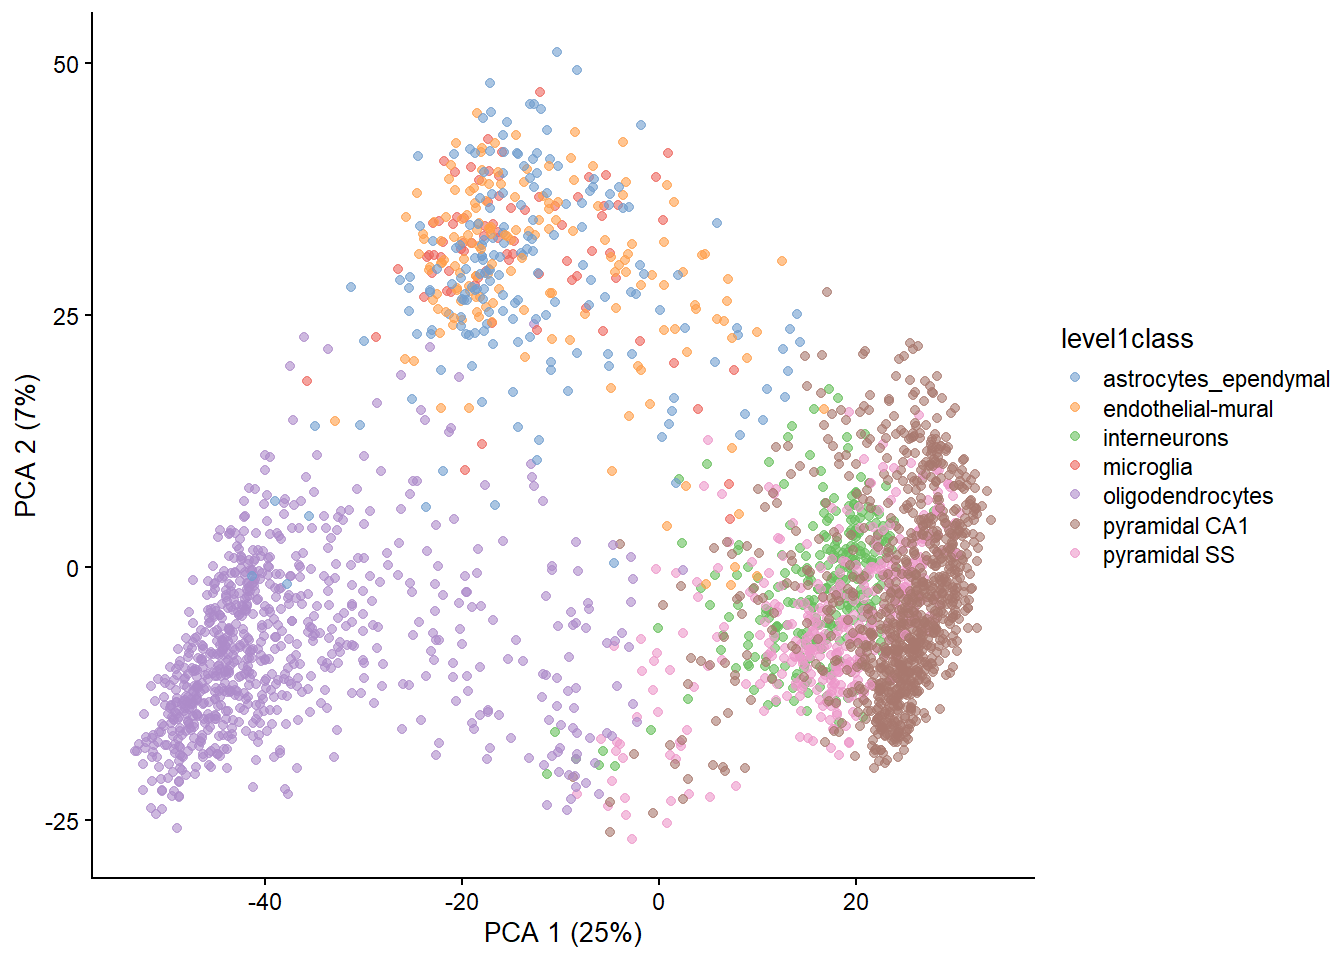 50
25
0
-25
PCA 2 (7%)
-40
-20
0
20
PCA 1 (25%)
level1class
astrocytes_ependymal
endothelial-mural
interneurons
microglia
oligodendrocytes
pyramidal CA1
pyramidal SS